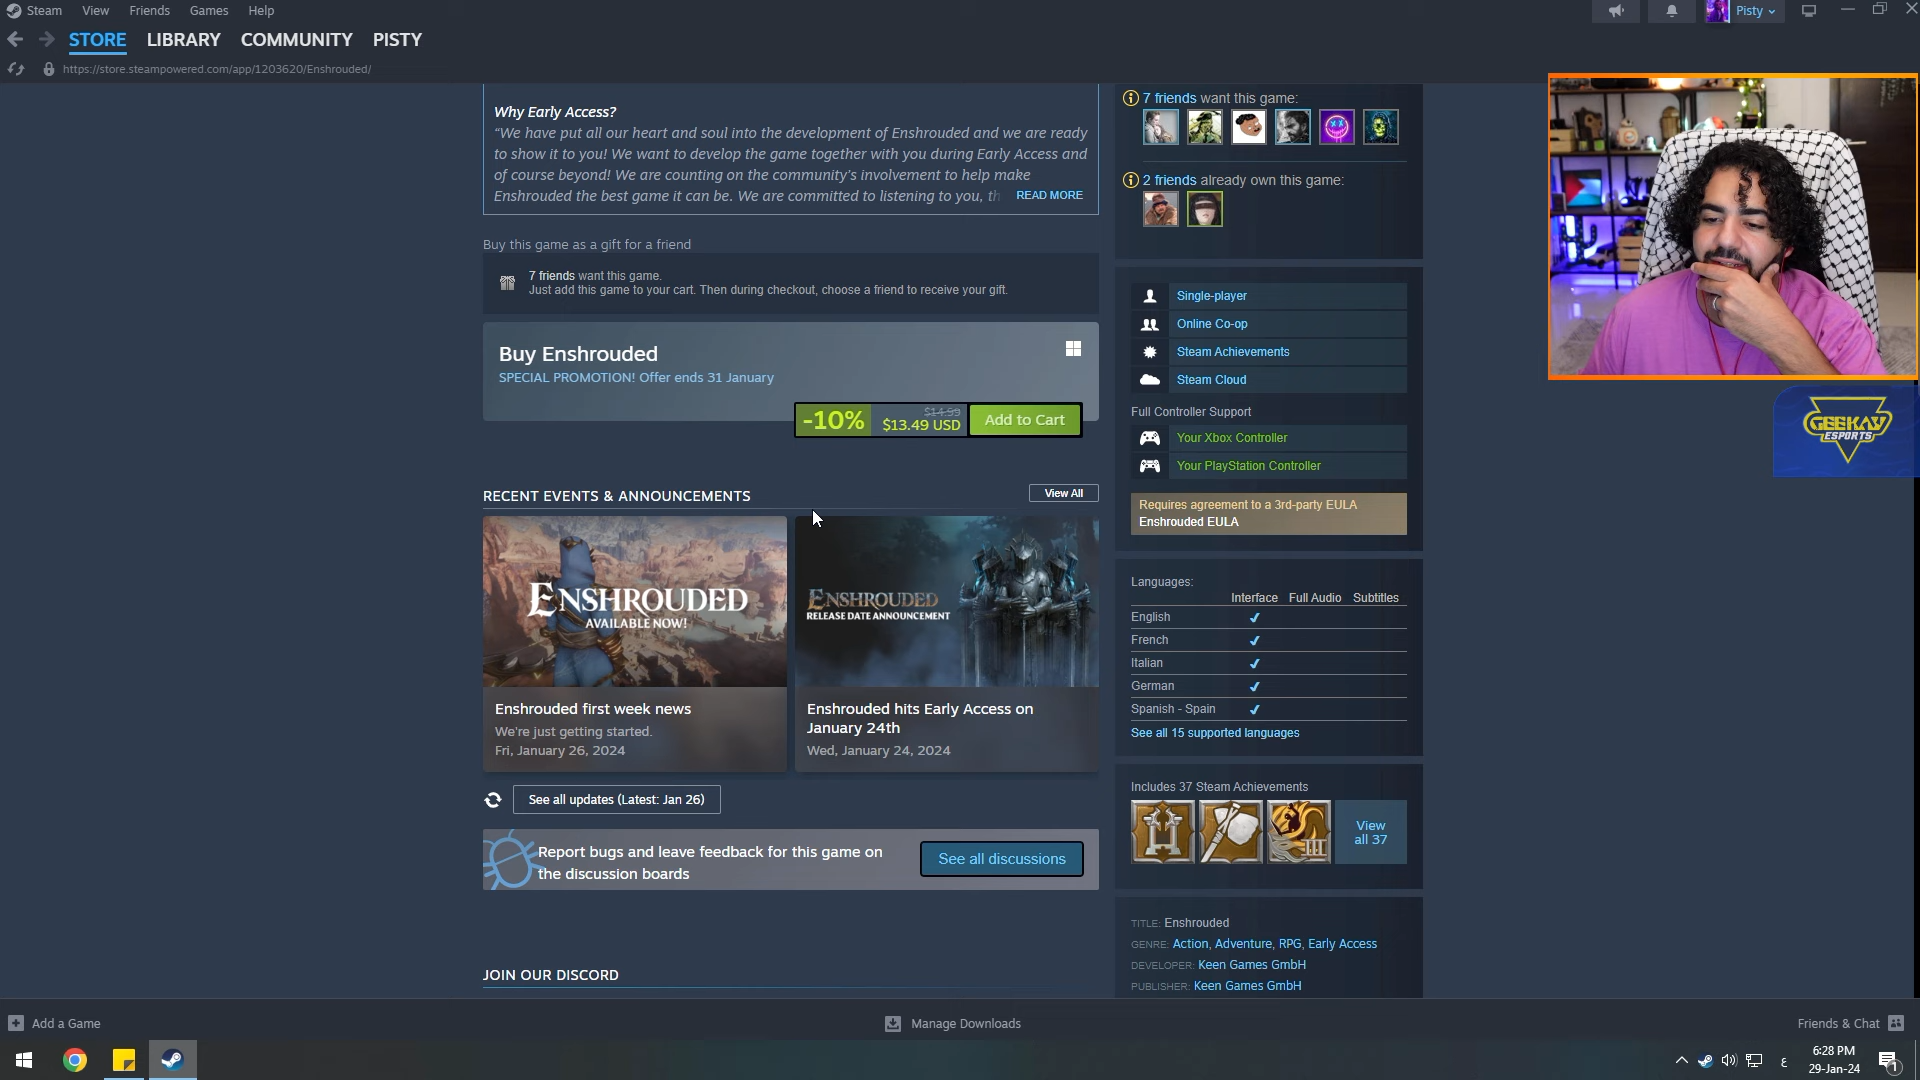 Steam View Friends Games Help
Pisty
STORE LIBRARY COMMUNITY PISTY
https://store.steampowered.com/app/1203620/Enshrouded/
Why Early Access?
“We have put all our heart and soul into the development of Enshrouded and we are ready
to show it to you! We want to develop the game together with you during Early Access and
of course beyond! We are counting on the community’s involvement to help make
Enshrouded the best game it can be. We are committed to listening to you, th READ MORE
Buy this game as a gift for a friend
7 friends want this game.
Just add this game to your cart. Then during checkout, choose a friend to receive your gift.
Buy Enshrouded
SPECIAL PROMOTION! Offer ends 31 January
-10%
$14.99
$13.49 USD
Add to Cart
RECENT EVENTS & ANNOUNCEMENTS
View All
ENSHROUDED
AVAILABLE NOW!
Enshrouded first week news
We're just getting started.
Fri, January 26, 2024
ENSHROUDED
RELEASE DATE ANNOUNCEMENT
Enshrouded hits Early Access on
January 24th
Wed, January 24, 2024
See all updates (Latest: Jan 26)
Report bugs and leave feedback for this game on
the discussion boards
See all discussions
JOIN OUR DISCORD
7 friends want this game:
2 friends already own this game:
Single-player
Online Co-op
Steam Achievements
Steam Cloud
Full Controller Support
Your Xbox Controller
Your PlayStation Controller
Requires agreement to a 3rd-party EULA
Enshrouded EULA
Languages:
Interface Full Audio Subtitles
English
French
Italian
German
Spanish - Spain
See all 15 supported languages
Includes 37 Steam Achievements
View
all 37
TITLE: Enshrouded
GENRE: Action, Adventure, RPG, Early Access
DEVELOPER: Keen Games GmbH
PUBLISHER: Keen Games GmbH
GEEKAY
ESPORTS
Add a Game
Manage Downloads
Friends & Chat
ع
6:28 PM
29-Jan-24
1